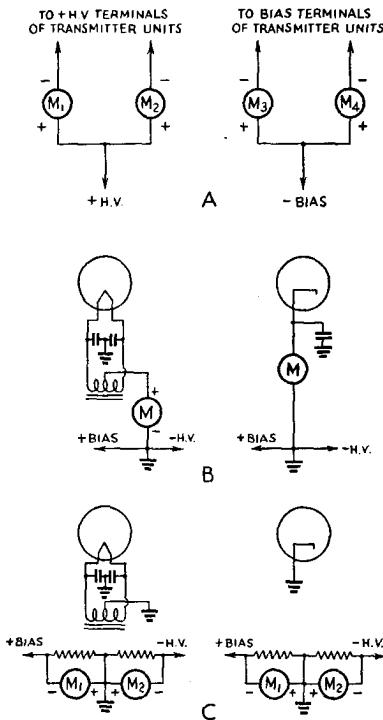 TO + H.V. TERMINALS
OF TRANSMITTER UNITS
TO BIAS TERMINALS
OF TRANSMITTER UNITS
- - - -
M₁ M₂ M₃ M₄
+ + + +
+ H.V. A - BIAS
+
M M
-
+BIAS -H.V. +BIAS -H.V.
B
+BIAS -H.V. +BIAS -H.V.
- M₁ + + M₂ - - M₁ + + M₂ -
C